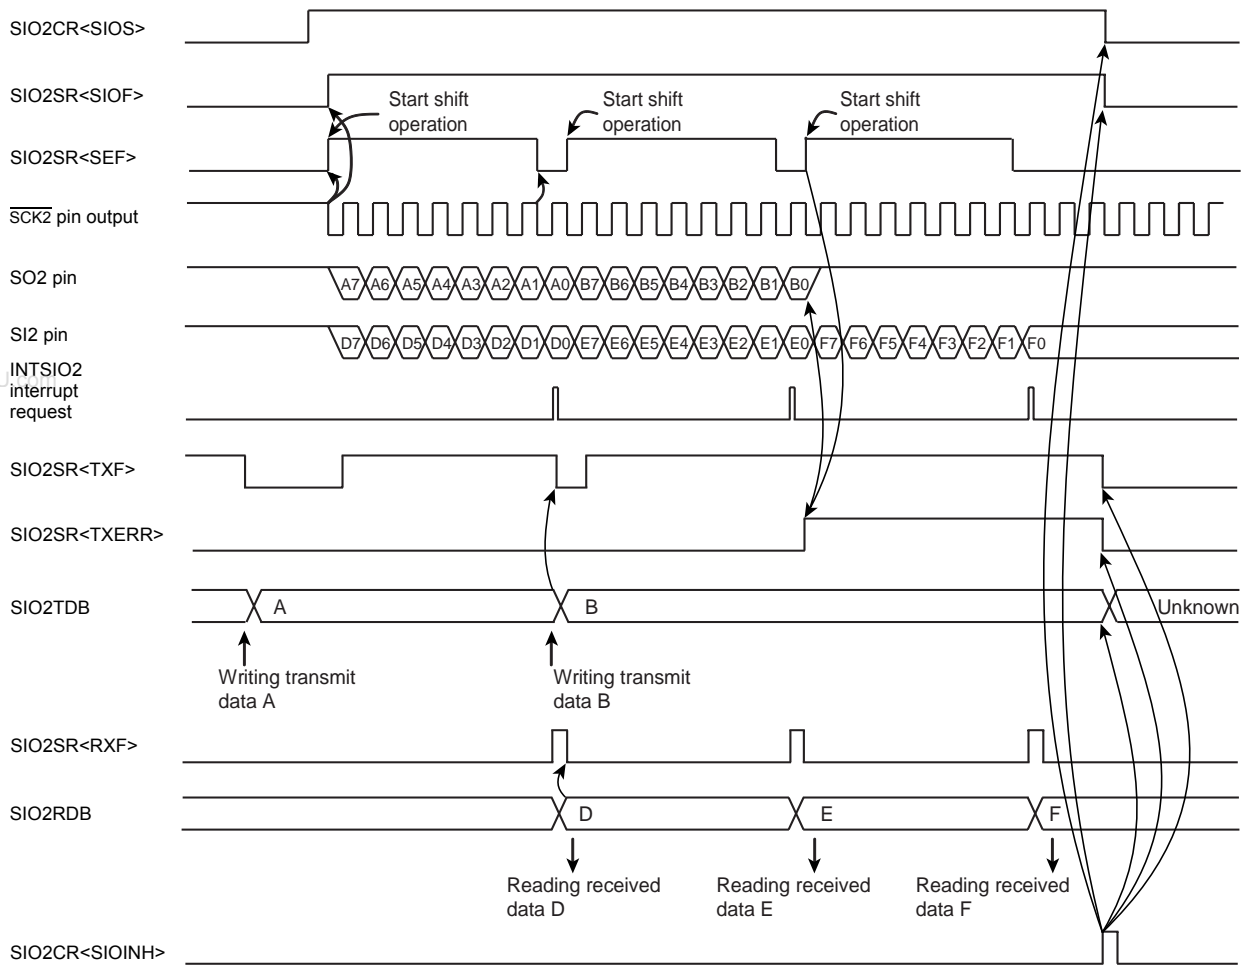 SIO2CR<SIOS>
SIO2SR<SIOF>
Start shift
operation
Start shift
operation
Start shift
operation
SIO2SR<SEF>
SCK2 pin output
SO2 pin
A7 A6 A5 A4 A3 A2 A1 A0 B7 B6 B5 B4 B3 B2 B1 B0
SI2 pin
D7 D6 D5 D4 D3 D2 D1 D0 E7 E6 E5 E4 E3 E2 E1 E0 F7 F6 F5 F4 F3 F2 F1 F0
INTSIO2
interrupt
request
SIO2SR<TXF>
SIO2SR<TXERR>
SIO2TDB
A
B
Unknown
Writing transmit
data A
Writing transmit
data B
SIO2SR<RXF>
SIO2RDB
D
E
F
Reading received
data D
Reading received
data E
Reading received
data F
SIO2CR<SIOINH>